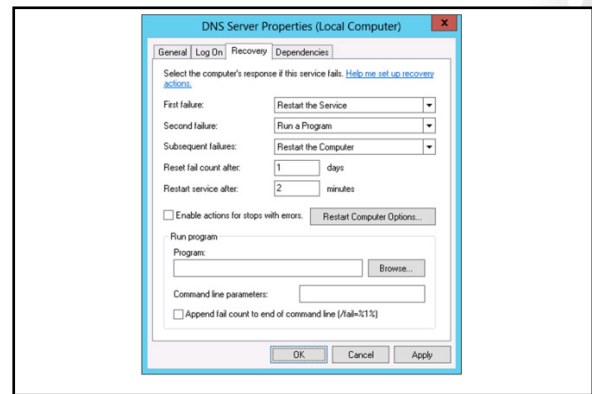 DNS Server Properties (Local Computer)
x
General Log On Recovery Dependencies
Select the computer's response if this service fails. Help me set up recovery
actions.
First failure: Restart the Service
Second failure: Run a Program
Subsequent failures: Restart the Computer
Reset fail count after: 1 days
Restart service after: 2 minutes
Enable actions for stops with errors. Restart Computer Options...
Run program
Program:
Browse...
Command line parameters:
Append fail count to end of command line (/fail=%1%)
OK Cancel Apply